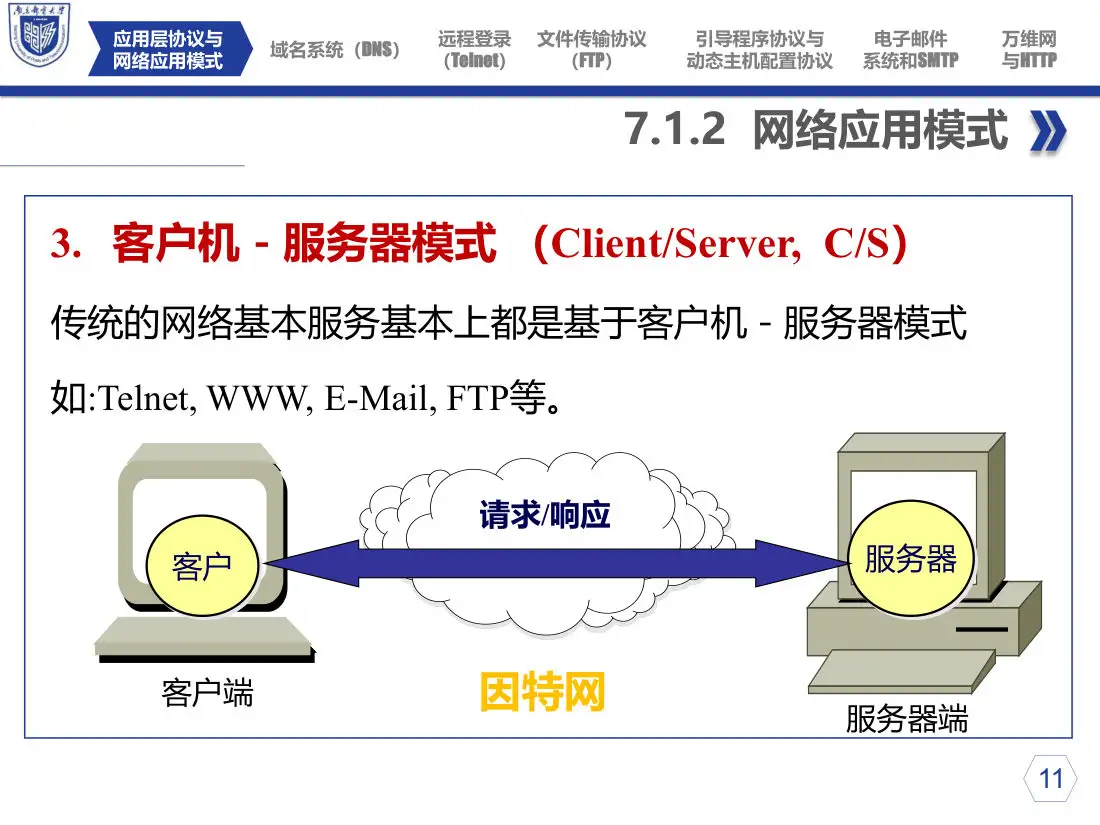 应用层协议与
网络应用模式
域名系统（DNS）
远程登录
（Telnet）
文件传输协议
（FTP）
引导程序协议与
动态主机配置协议
电子邮件
系统和SMTP
万维网
与HTTP
7.1.2 网络应用模式
3. 客户机－服务器模式 （Client/Server, C/S）
传统的网络基本服务基本上都是基于客户机－服务器模式
如:Telnet, WWW, E-Mail, FTP等。
请求/响应
客户
服务器
因特网
客户端
服务器端
11